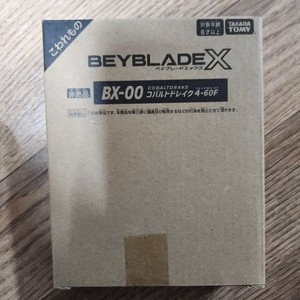 こわれもの
対象年齢
6才以上
TAKARA
TOMY
BEYBLADE X
ベイブレードエックス
非売品
BX-00
COBALTDRAKE
コバルトドレイク4-60F